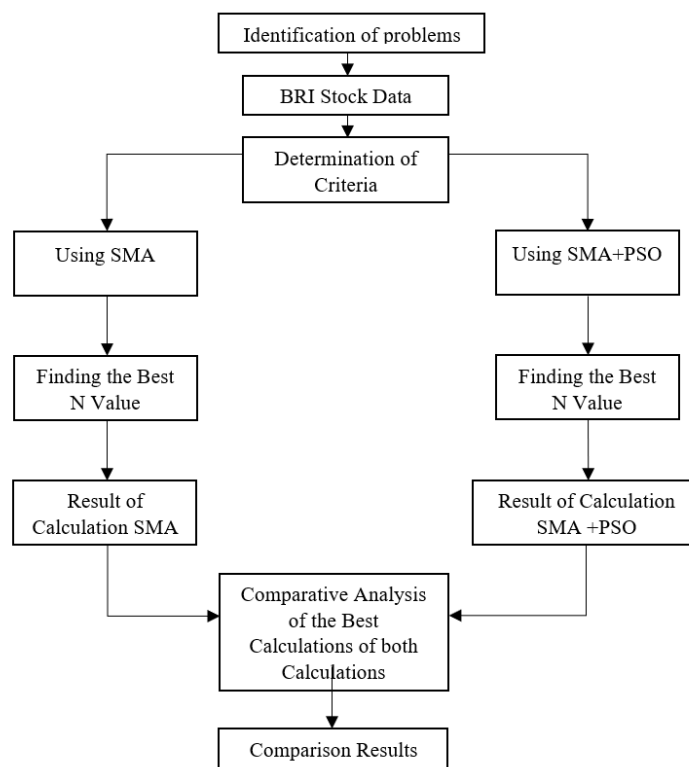 Identification of problems
BRI Stock Data
Determination of
Criteria
Using SMA
Using SMA+PSO
Finding the Best
N Value
Finding the Best
N Value
Result of
Calculation SMA
Result of Calculation
SMA +PSO
Comparative Analysis
of the Best
Calculations of both
Calculations
Comparison Results